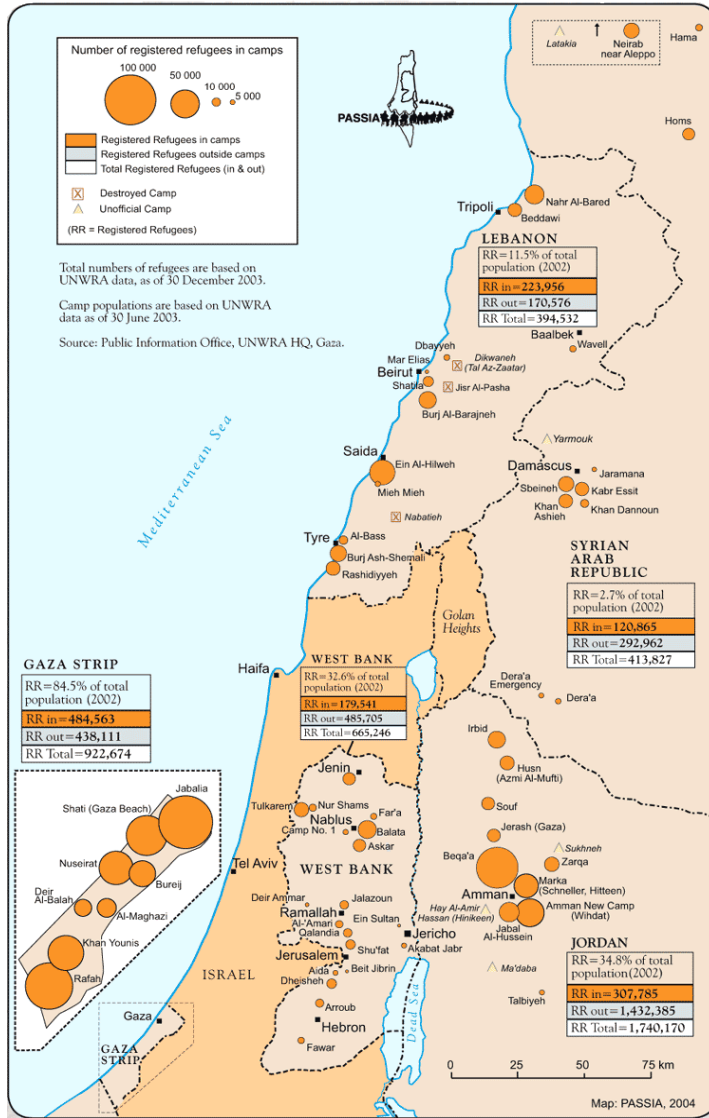 Number of registered refugees in camps
100 000
50 000
10 000
5 000
Registered Refugees in camps
Registered Refugees outside camps
Total Registered Refugees (in & out)
Destroyed Camp
Unofficial Camp
(RR = Registered Refugees)
Total numbers of refugees are based on
UNWRA data, as of 30 December 2003.
Camp populations are based on UNWRA
data as of 30 June 2003.
Source: Public Information Office, UNWRA HQ, Gaza.
PASSIA
Latakia
Neirab
near Aleppo
Hama
Homs
Tripoli
Nahr Al-Bared
Beddawi
LEBANON
RR=11.5% of total
population (2002)
RR in=223,956
RR out=170,576
RR Total=394,532
Baalbek
Wavell
Dbayyeh
Mar Elias
Dikwaneh
(Tal Az-Zaatar)
Beirut
Shatila
Jisr Al-Pasha
Burj Al-Barajneh
Mediterranean Sea
Saida
Ein Al-Hilweh
Mieh Mieh
Nabatieh
Yarmouk
Damascus
Jaramana
Sbeineh
Kabr Essit
Khan
Ashieh
Khan Dannoun
Tyre
Al-Bass
Burj Ash-Shemali
Rashidiyyeh
SYRIAN
ARAB
REPUBLIC
RR=2.7% of total
population (2002)
RR in=120,865
RR out=292,962
RR Total=413,827
Golan
Heights
Haifa
GAZA STRIP
RR=84.5% of total
population (2002)
RR in=484,563
RR out=438,111
RR Total=922,674
WEST BANK
RR=32.6% of total
population (2002)
RR in=179,541
RR out=485,705
RR Total=665,246
Dera'a
Emergency
Dera'a
Irbid
Husn
(Azmi Al-Mufti)
Souf
Jerash (Gaza)
Sukhneh
Beqa'a
Zarqa
Marka
(Schneller, Hitteen)
Amman
Amman New Camp
(Wihdat)
Hay Al-Amir
Hassan (Hinikeen)
Jabal
Al-Hussein
Ma'daba
Talbiyeh
JORDAN
RR=34.8% of total
population(2002)
RR in=307,785
RR out=1,432,385
RR Total=1,740,170
Jenin
Tulkarem
Nur Shams
Far'a
Nablus
Camp No. 1
Balata
Askar
Tel Aviv
WEST BANK
Deir Ammar
Jalazoun
Ramallah
Ein Sultan
Al-'Amari
Qalandia
Jericho
Shu'fat
Akabat Jabr
Jerusalem
Aida
Beit Jibrin
Dheisheh
ISRAEL
Arroub
Hebron
Fawar
Dead Sea
Jabalia
Shati (Gaza Beach)
Nuseirat
Bureij
Deir
Al-Balah
Al-Maghazi
Khan Younis
Rafah
Gaza
GAZA
STRIP
0 25 50 75 km
Map: PASSIA, 2004